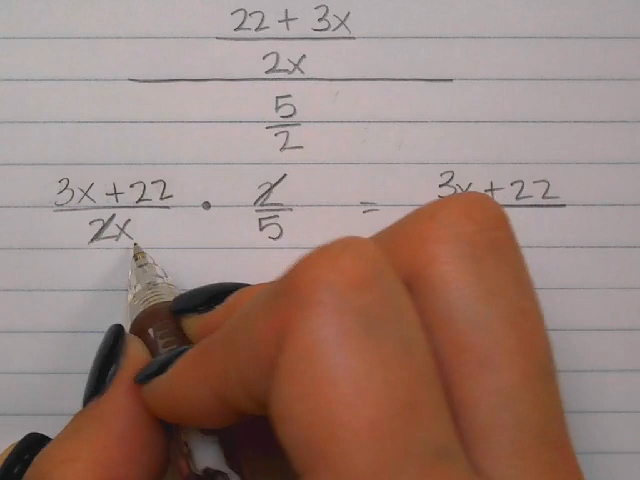 22 + 3x
2x
5
2
3x + 22 • 2 = 3x + 22
2x 5